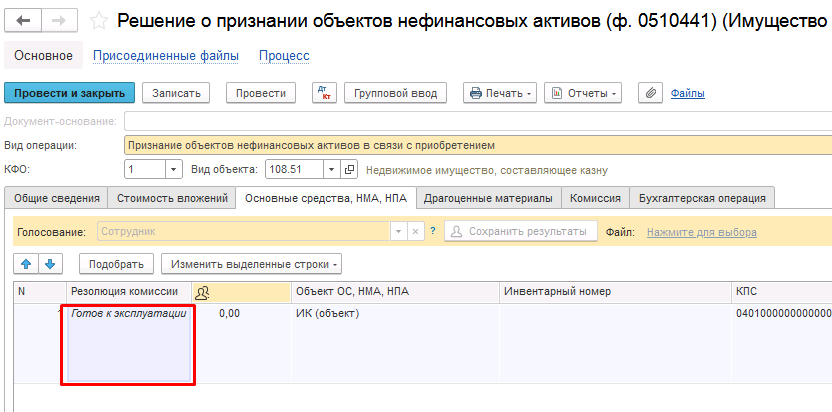 Решение о признании объектов нефинансовых активов (ф. 0510441) (Имущество
Основное Присоединенные файлы Процесс
Провести и закрыть Записать Провести Дт Кт Групповой ввод Печать Отчеты Файлы
Документ-основание:
Вид операции: Признание объектов нефинансовых активов в связи с приобретением
КФО: 1 Вид объекта: 108.51 Недвижимое имущество, составляющее казну
Общие сведения Стоимость вложений Основные средства, НМА, НПА Драгоценные материалы Комиссия Бухгалтерская операция
Голосование: Сотрудник ? Сохранить результаты Файл: Нажмите для выбора
Подобрать Изменить выделенные строки
N Резолюция комиссии Объект ОС, НМА, НПА Инвентарный номер КПС
Готов к эксплуатации 0,00 ИК (объект)